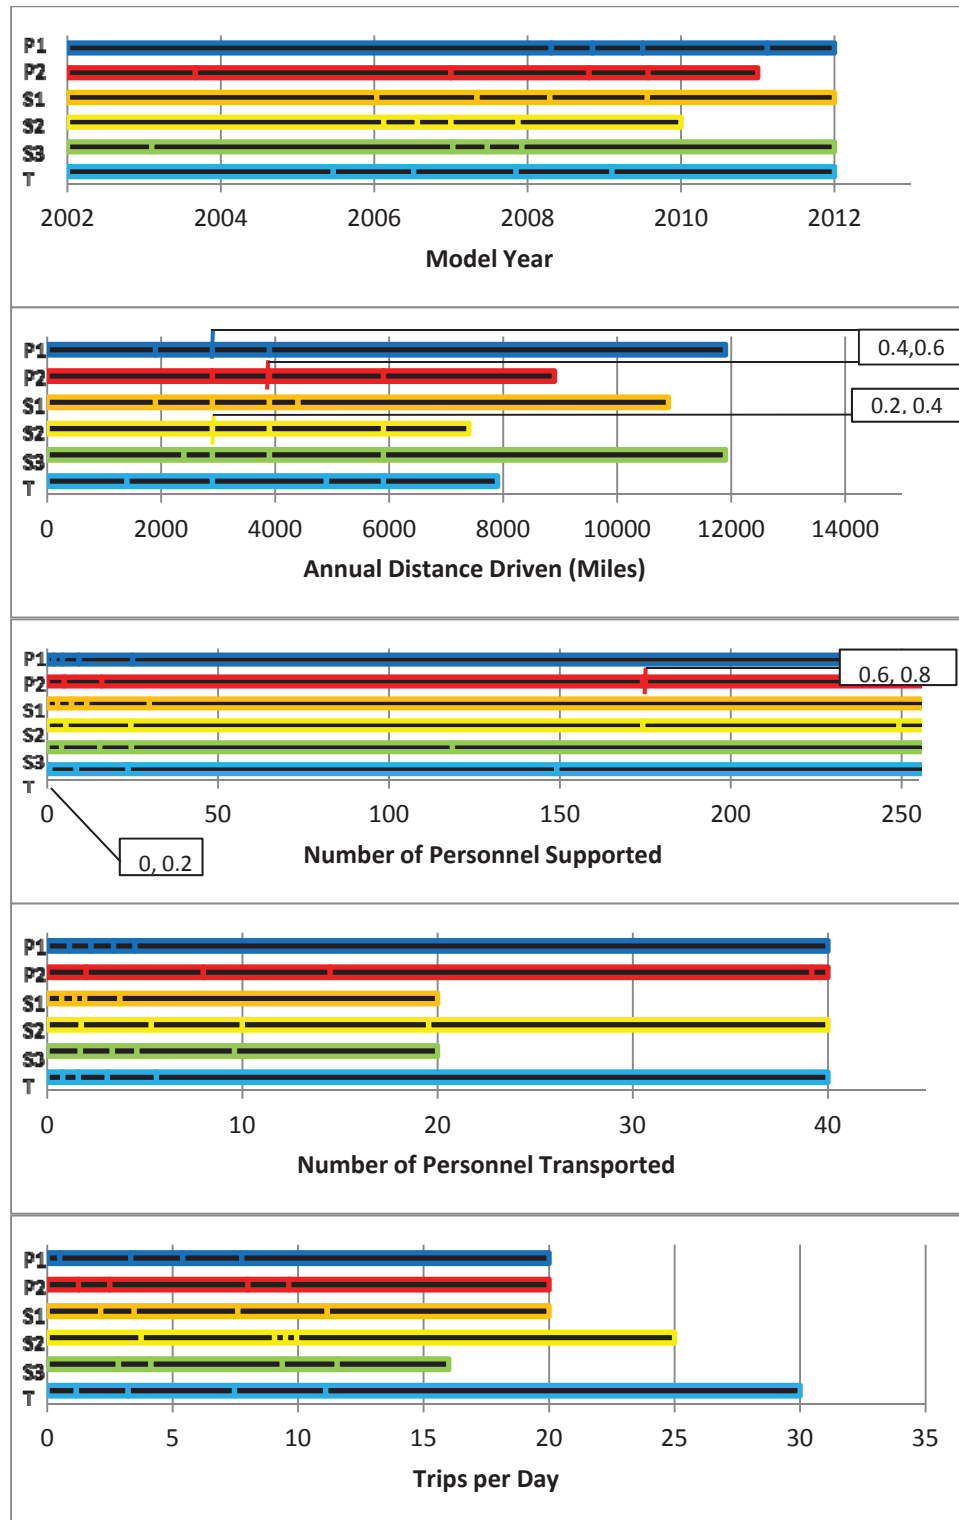 P1
P2
S1
S2
S3
T
2002 2004 2006 2008 2010 2012
Model Year
P1
0.4,0.6
P2
S1
0.2, 0.4
S2
S3
T
0 2000 4000 6000 8000 10000 12000 14000
Annual Distance Driven (Miles)
P1
0.6, 0.8
P2
S1
S2
S3
T
0 50 100 150 200 250
0, 0.2
Number of Personnel Supported
P1
P2
S1
S2
S3
T
0 10 20 30 40
Number of Personnel Transported
P1
P2
S1
S2
S3
T
0 5 10 15 20 25 30 35
Trips per Day